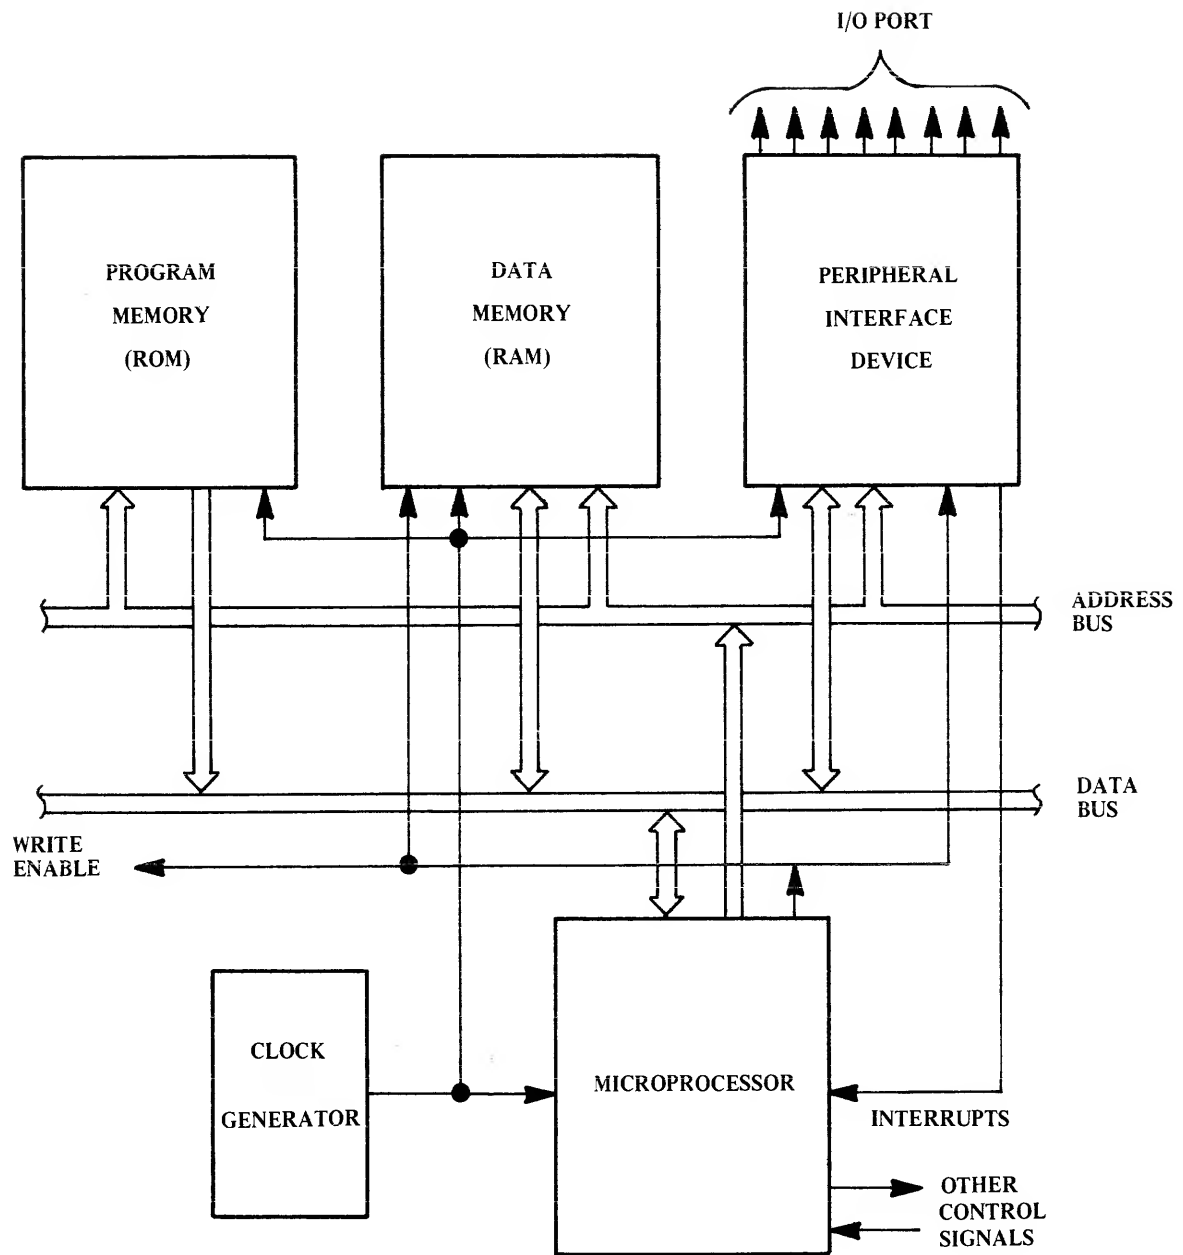 I/O PORT
PROGRAM
MEMORY
(ROM)
DATA
MEMORY
(RAM)
PERIPHERAL
INTERFACE
DEVICE
ADDRESS
BUS
DATA
BUS
WRITE
ENABLE
CLOCK
GENERATOR
MICROPROCESSOR
INTERRUPTS
OTHER
CONTROL
SIGNALS